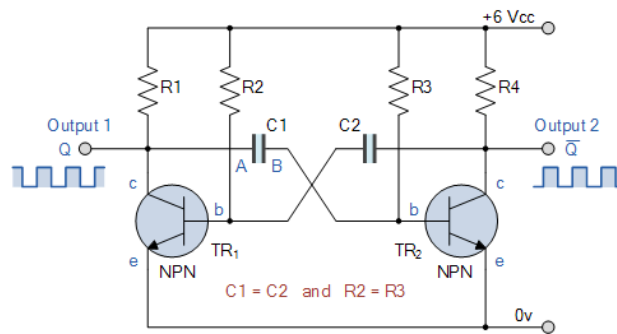 +6 Vcc
R1
R2
R3
R4
Output 1
C1
C2
Output 2
Q
A
B
Q̅
c
c
b
b
TR₁
TR₂
e
NPN
NPN
e
C1 = C2 and R2 = R3
0v